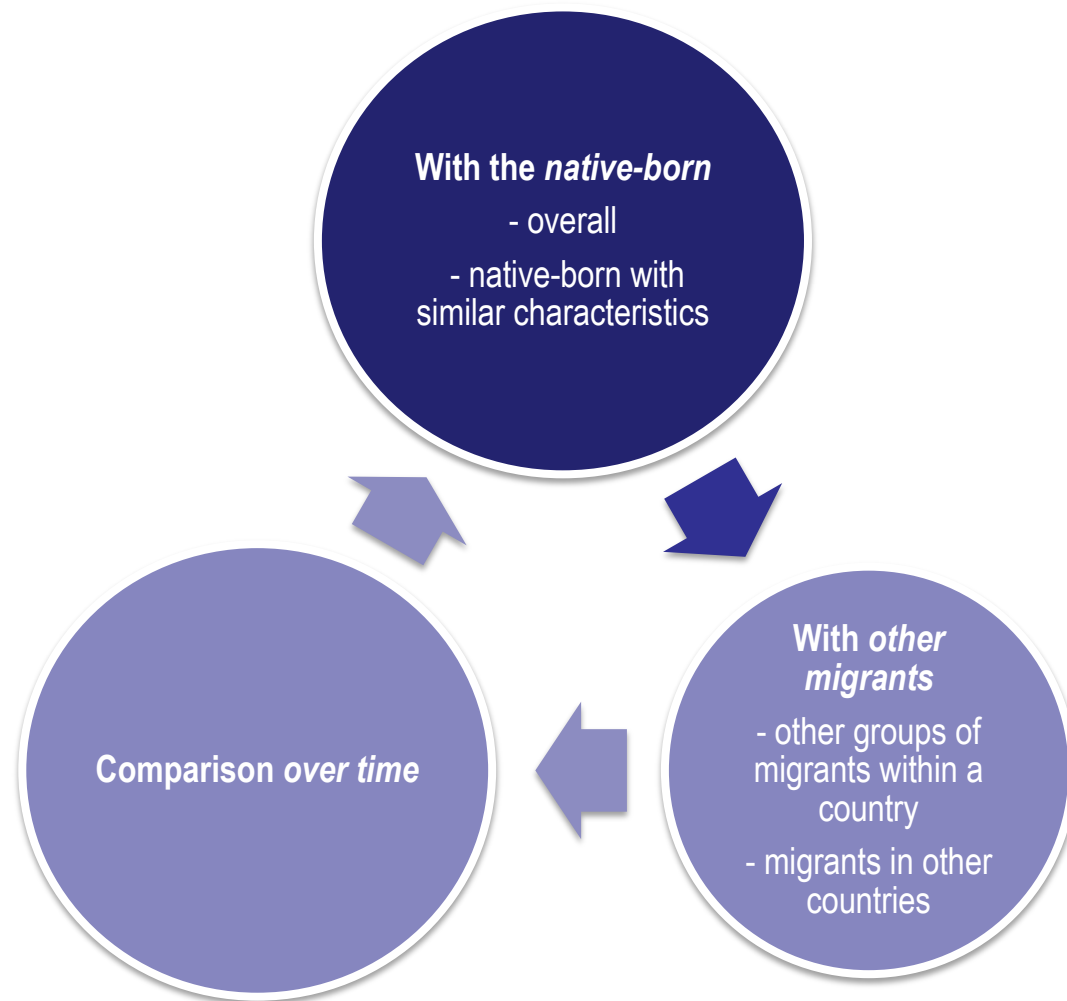 With the native-born
- overall
- native-born with
similar characteristics
With other
migrants
- other groups of
migrants within a
country
- migrants in other
countries
Comparison over time